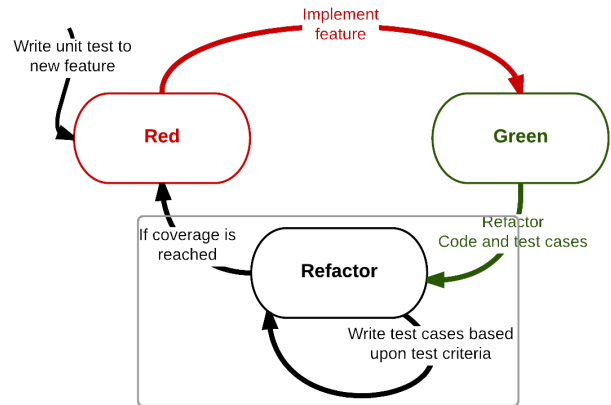 Implement
feature
Write unit test to
new feature
Red
Green
Refactor
Code and test cases
If coverage is
reached
Refactor
Write test cases based
upon test criteria